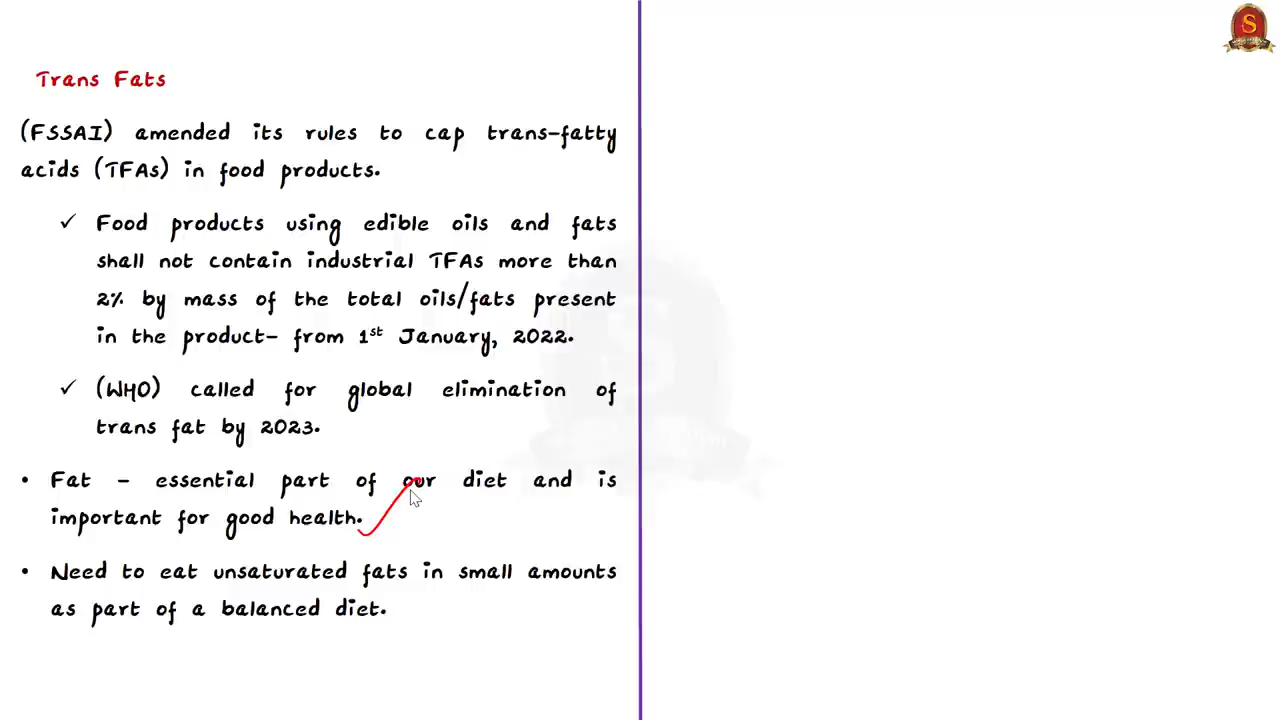 Trans Fats
(FSSAI) amended its rules to cap trans-fatty
acids (TFAs) in food products.
✓ Food products using edible oils and fats
shall not contain industrial TFAs more than
2% by mass of the total oils/fats present
in the product- from 1st January, 2022.
✓ (WHO) called for global elimination of
trans fat by 2023.
• Fat - essential part of our diet and is
important for good health.
• Need to eat unsaturated fats in small amounts
as part of a balanced diet.
S